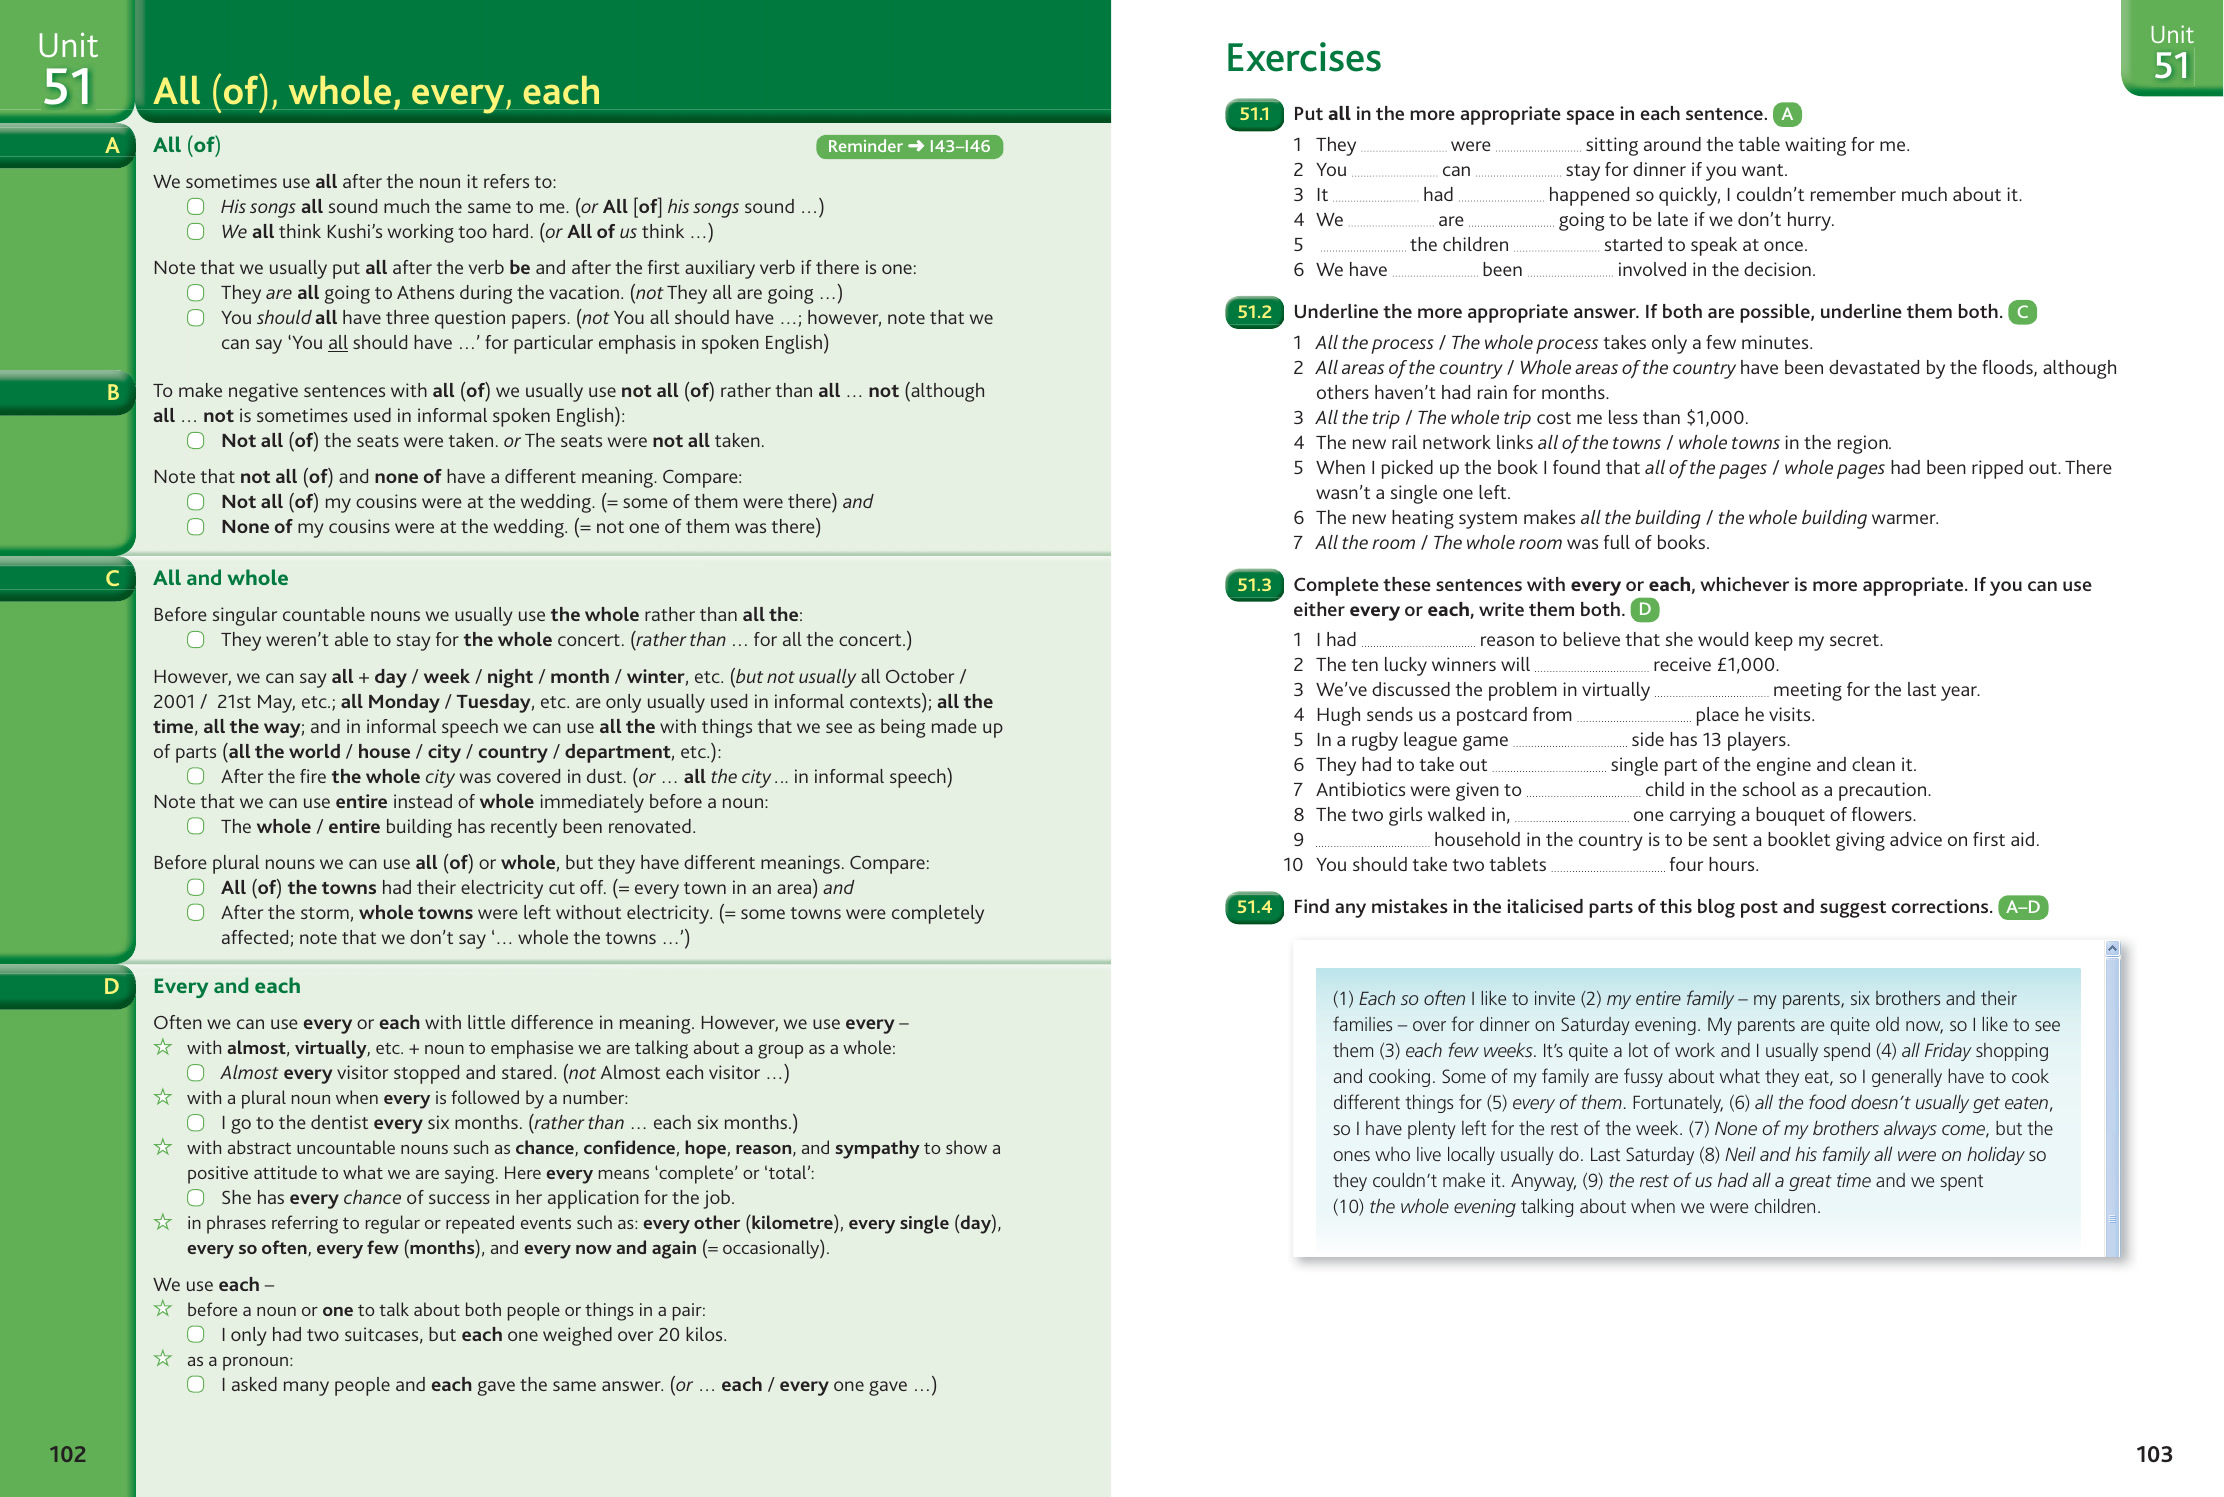 Unit
51
All (of), whole, every, each
A
All (of)
Reminder ➜ I43–I46
We sometimes use all after the noun it refers to:
His songs all sound much the same to me. (or All [of] his songs sound …)
We all think Kushi’s working too hard. (or All of us think …)
Note that we usually put all after the verb be and after the first auxiliary verb if there is one:
They are all going to Athens during the vacation. (not They all are going …)
You should all have three question papers. (not You all should have …; however, note that we
can say ‘You all should have …’ for particular emphasis in spoken English)
B
To make negative sentences with all (of) we usually use not all (of) rather than all … not (although
all … not is sometimes used in informal spoken English):
Not all (of) the seats were taken. or The seats were not all taken.
Note that not all (of) and none of have a different meaning. Compare:
Not all (of) my cousins were at the wedding. (= some of them were there) and
None of my cousins were at the wedding. (= not one of them was there)
C
All and whole
Before singular countable nouns we usually use the whole rather than all the:
They weren’t able to stay for the whole concert. (rather than … for all the concert.)
However, we can say all + day / week / night / month / winter, etc. (but not usually all October /
2001 / 21st May, etc.; all Monday / Tuesday, etc. are only usually used in informal contexts); all the
time, all the way; and in informal speech we can use all the with things that we see as being made up
of parts (all the world / house / city / country / department, etc.):
After the fire the whole city was covered in dust. (or … all the city … in informal speech)
Note that we can use entire instead of whole immediately before a noun:
The whole / entire building has recently been renovated.
Before plural nouns we can use all (of) or whole, but they have different meanings. Compare:
All (of) the towns had their electricity cut off. (= every town in an area) and
After the storm, whole towns were left without electricity. (= some towns were completely
affected; note that we don’t say ‘… whole the towns …’)
D
Every and each
Often we can use every or each with little difference in meaning. However, we use every –
☆ with almost, virtually, etc. + noun to emphasise we are talking about a group as a whole:
Almost every visitor stopped and stared. (not Almost each visitor …)
☆ with a plural noun when every is followed by a number:
I go to the dentist every six months. (rather than … each six months.)
☆ with abstract uncountable nouns such as chance, confidence, hope, reason, and sympathy to show a
positive attitude to what we are saying. Here every means ‘complete’ or ‘total’:
She has every chance of success in her application for the job.
☆ in phrases referring to regular or repeated events such as: every other (kilometre), every single (day),
every so often, every few (months), and every now and again (= occasionally).
We use each –
☆ before a noun or one to talk about both people or things in a pair:
I only had two suitcases, but each one weighed over 20 kilos.
☆ as a pronoun:
I asked many people and each gave the same answer. (or … each / every one gave …)
102
Unit
51
Exercises
51.1 Put all in the more appropriate space in each sentence. A
1 They .......... were .......... sitting around the table waiting for me.
2 You .......... can .......... stay for dinner if you want.
3 It .......... had .......... happened so quickly, I couldn’t remember much about it.
4 We .......... are .......... going to be late if we don’t hurry.
5 .......... the children .......... started to speak at once.
6 We have .......... been .......... involved in the decision.
51.2 Underline the more appropriate answer. If both are possible, underline them both. C
1 All the process / The whole process takes only a few minutes.
2 All areas of the country / Whole areas of the country have been devastated by the floods, although
others haven’t had rain for months.
3 All the trip / The whole trip cost me less than $1,000.
4 The new rail network links all of the towns / whole towns in the region.
5 When I picked up the book I found that all of the pages / whole pages had been ripped out. There
wasn’t a single one left.
6 The new heating system makes all the building / the whole building warmer.
7 All the room / The whole room was full of books.
51.3 Complete these sentences with every or each, whichever is more appropriate. If you can use
either every or each, write them both. D
1 I had .......... reason to believe that she would keep my secret.
2 The ten lucky winners will .......... receive £1,000.
3 We’ve discussed the problem in virtually .......... meeting for the last year.
4 Hugh sends us a postcard from .......... place he visits.
5 In a rugby league game .......... side has 13 players.
6 They had to take out .......... single part of the engine and clean it.
7 Antibiotics were given to .......... child in the school as a precaution.
8 The two girls walked in, .......... one carrying a bouquet of flowers.
9 .......... household in the country is to be sent a booklet giving advice on first aid.
10 You should take two tablets .......... four hours.
51.4 Find any mistakes in the italicised parts of this blog post and suggest corrections. A–D
(1) Each so often I like to invite (2) my entire family – my parents, six brothers and their
families – over for dinner on Saturday evening. My parents are quite old now, so I like to see
them (3) each few weeks. It’s quite a lot of work and I usually spend (4) all Friday shopping
and cooking. Some of my family are fussy about what they eat, so I generally have to cook
different things for (5) every of them. Fortunately, (6) all the food doesn’t usually get eaten,
so I have plenty left for the rest of the week. (7) None of my brothers always come, but the
ones who live locally usually do. Last Saturday (8) Neil and his family all were on holiday so
they couldn’t make it. Anyway, (9) the rest of us had all a great time and we spent
(10) the whole evening talking about when we were children.
103